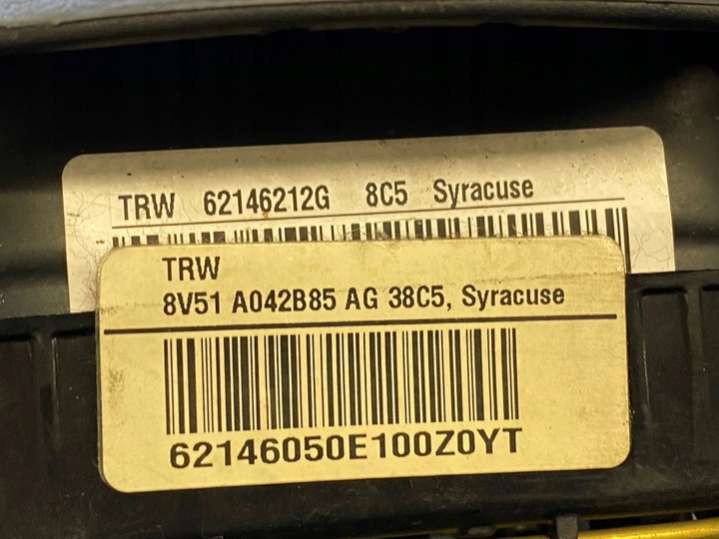 TRW 62146212G 8C5 Syracuse
TRW
8V51 A042B85 AG 38C5, Syracuse
62146050E100Z0YT